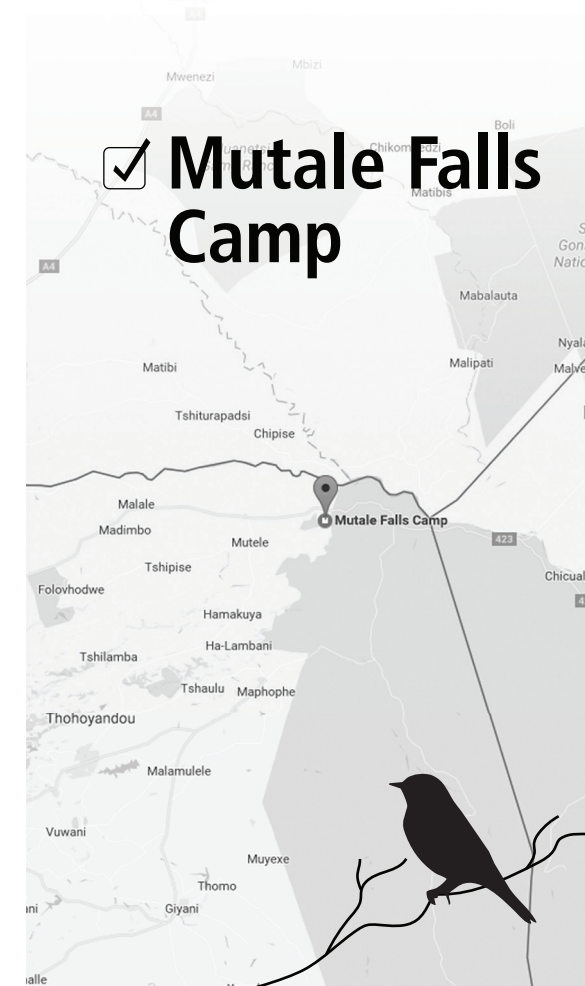 Mbizi
Mwenezi
A4
Boli
☑ Mutale Falls
Camp
Matibis
A4
Mabalauta
Malipati
Matibi
Tshiturapadsi
Chipise
Malale
Mutale Falls Camp
Madimbo
Mutele
423
Tshipise
Folovhodwe
Hamakuya
Ha-Lambani
Tshilamba
Tshaulu
Maphophe
Thohoyandou
Malamulele
Vuwani
Muyexe
Thomo
Giyani